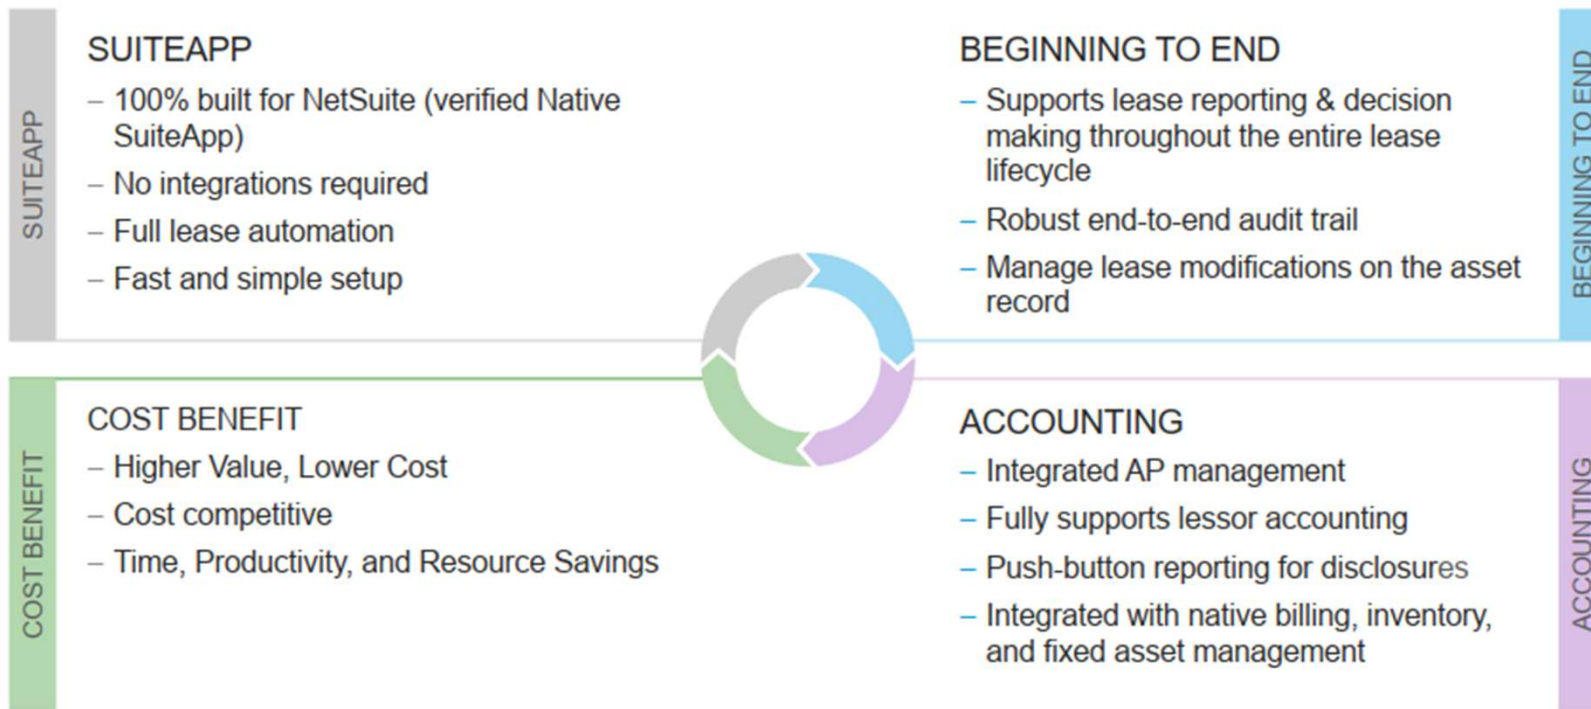 SUITEAPP
SUITEAPP
– 100% built for NetSuite (verified Native
SuiteApp)
– No integrations required
– Full lease automation
– Fast and simple setup
BEGINNING TO END
– Supports lease reporting & decision
making throughout the entire lease
lifecycle
– Robust end-to-end audit trail
– Manage lease modifications on the asset
record
BEGINNING TO END
COST BENEFIT
COST BENEFIT
– Higher Value, Lower Cost
– Cost competitive
– Time, Productivity, and Resource Savings
ACCOUNTING
– Integrated AP management
– Fully supports lessor accounting
– Push-button reporting for disclosures
– Integrated with native billing, inventory,
and fixed asset management
ACCOUNTING